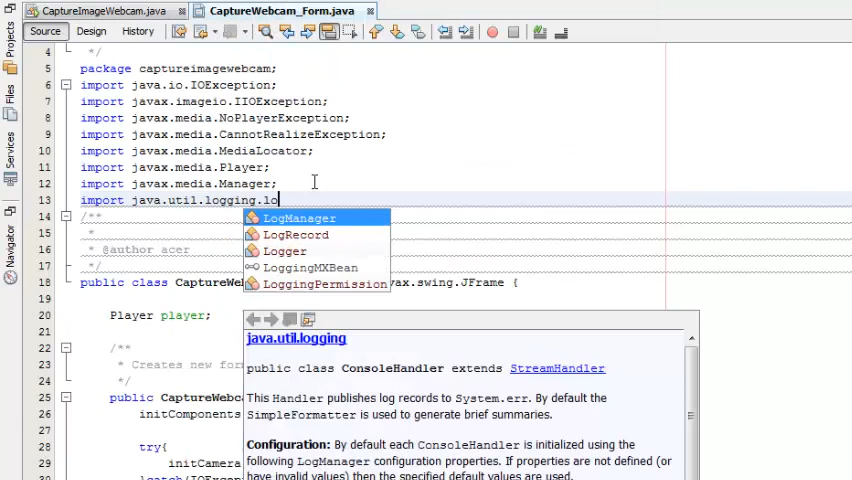 CaptureImageWebcam.java
CaptureWebcam_Form.java
Source Design History
Projects
Files
Services
Navigator
4 */
5 package captureimagewebcam;
6 import java.io.IOException;
7 import javax.imageio.IIOException;
8 import javax.media.NoPlayerException;
9 import javax.media.CannotRealizeException;
10 import javax.media.MediaLocator;
11 import javax.media.Player;
12 import javax.media.Manager;
13 import java.util.logging.lo
LogManager
LogRecord
Logger
LoggingMXBean
LoggingPermission
14 /**
15 *
16 * @author acer
17 */
18 public class CaptureWeb avax.swing.JFrame {
19
20 Player player;
21
22 /**
23 * Creates new for
24 */
25 public CaptureWebca
26 initComponents
27
28 try{
29 initCamera
30 }catch(IOExcept
java.util.logging
public class ConsoleHandler extends StreamHandler
This Handler publishes log records to System.err. By default the
SimpleFormatter is used to generate brief summaries.
Configuration: By default each ConsoleHandler is initialized using the
following LogManager configuration properties. If properties are not defined (or
have invalid values) then the specified default values are used.